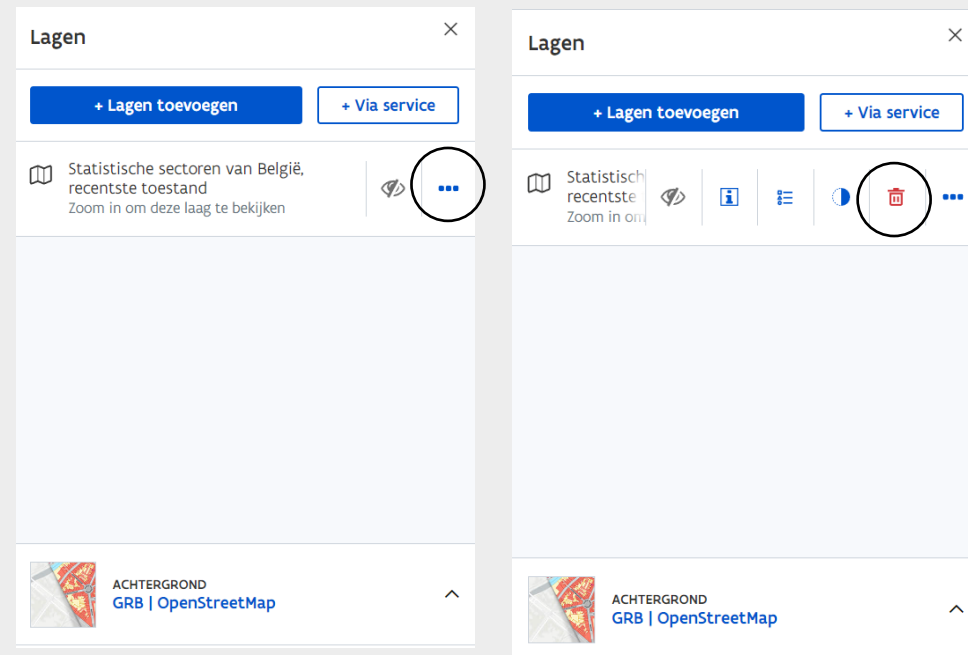 Lagen
+ Lagen toevoegen
+ Via service
Statistische sectoren van België,
recentste toestand
Zoom in om deze laag te bekijken
ACHTERGROND
GRB | OpenStreetMap
Lagen
+ Lagen toevoegen
+ Via service
Statistisch
recentste
Zoom in om
ACHTERGROND
GRB | OpenStreetMap